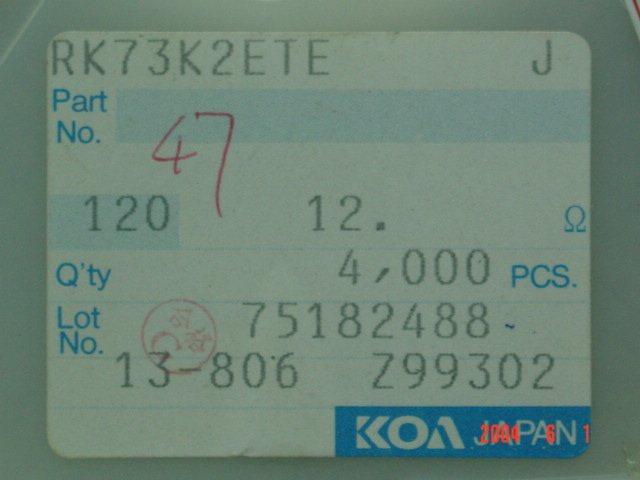 RK73K2ETE J
Part No.
47
120 12. Ω
Q'ty 4,000 PCS.
Lot No. 75182488
13-806 Z99302
KOA JAPAN
2004 6 1